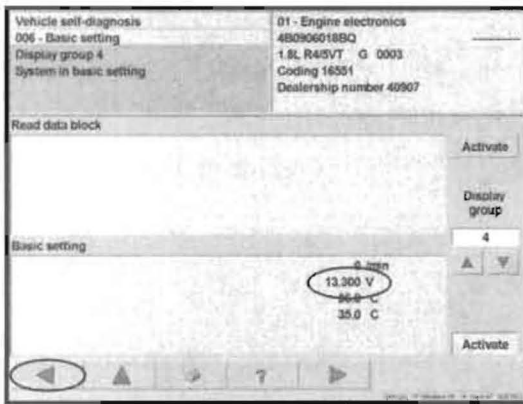 Vehicle self-diagnosis
006 - Basic setting
Display group 4
System in basic setting
01 - Engine electronics
4B0906018BQ
1.8L R4/5VT G 0003
Coding 16551
Dealership number 40907
Read data block
Activate
Display
group
4
Basic setting
0 /min
13.300 V
C
35.0 C
Activate
?